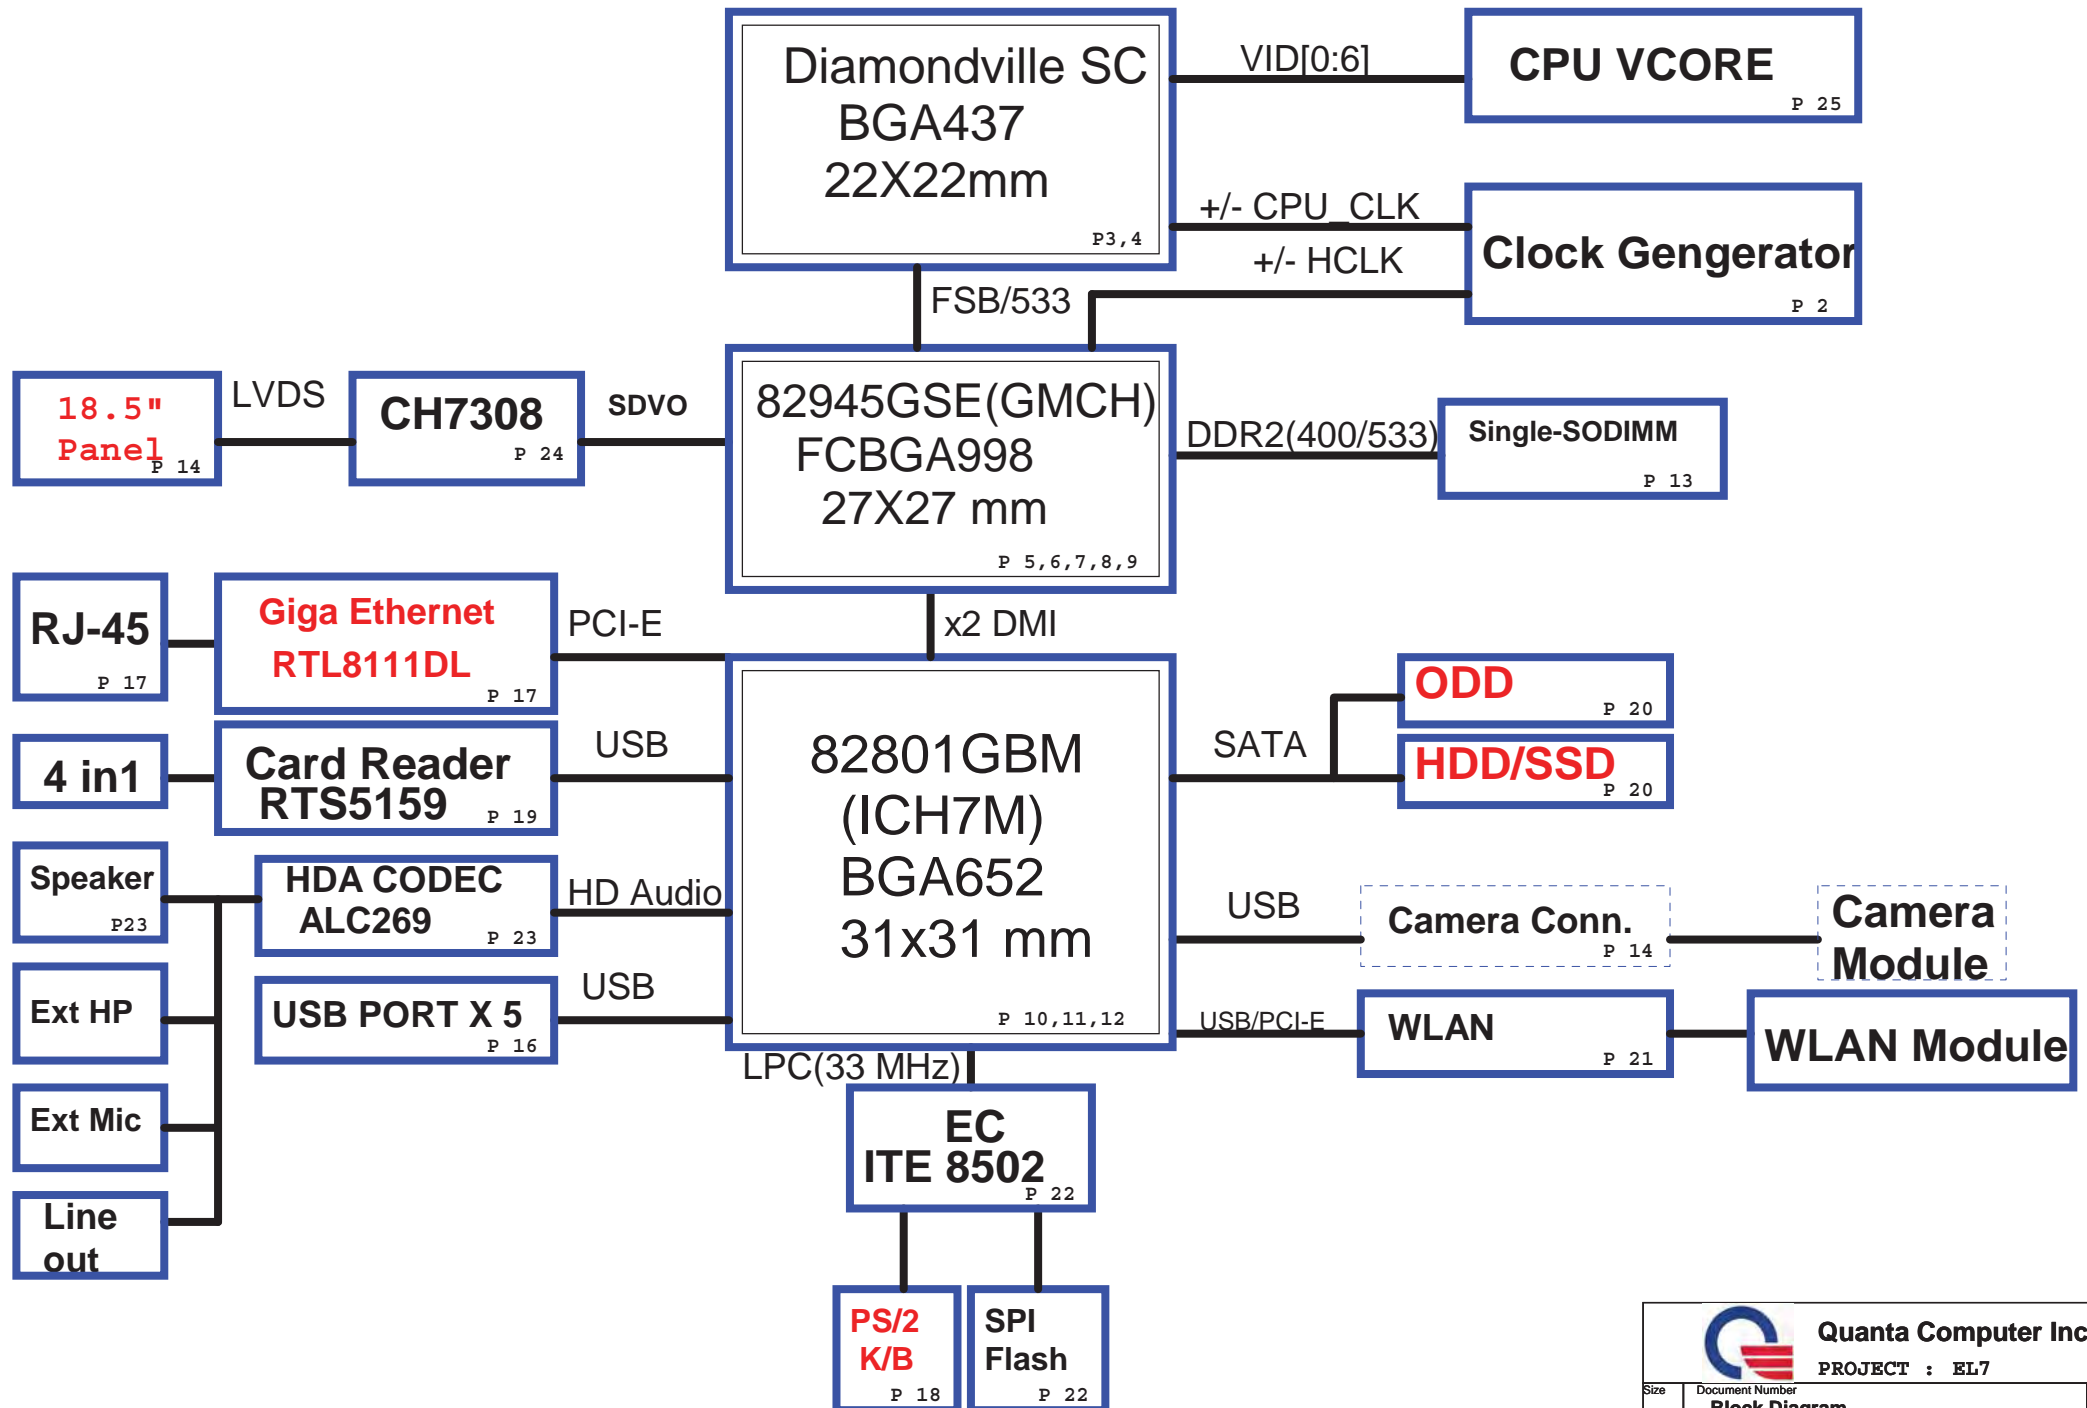 Diamondville SC
BGA437
22X22mm
P3,4
VID[0:6]
CPU VCORE
P 25
+/- CPU_CLK
+/- HCLK
Clock Gengerator
P 2
FSB/533
18.5"
Panel
P 14
LVDS
CH7308
P 24
SDVO
82945GSE(GMCH)
FCBGA998
27X27 mm
P 5,6,7,8,9
DDR2(400/533)
Single-SODIMM
P 13
x2 DMI
RJ-45
P 17
Giga Ethernet
RTL8111DL
P 17
PCI-E
4 in1
Card Reader
RTS5159
P 19
USB
Speaker
P23
HDA CODEC
ALC269
P 23
HD Audio
Ext HP
USB PORT X 5
P 16
USB
Ext Mic
Line
out
82801GBM
(ICH7M)
BGA652
31x31 mm
P 10,11,12
SATA
ODD
P 20
HDD/SSD
P 20
USB
Camera Conn.
P 14
Camera
Module
USB/PCI-E
WLAN
P 21
WLAN Module
LPC(33 MHz)
EC
ITE 8502
P 22
PS/2
K/B
P 18
SPI
Flash
P 22
Quanta Computer Inc
PROJECT : EL7
Size
Document Number
Block Diagram